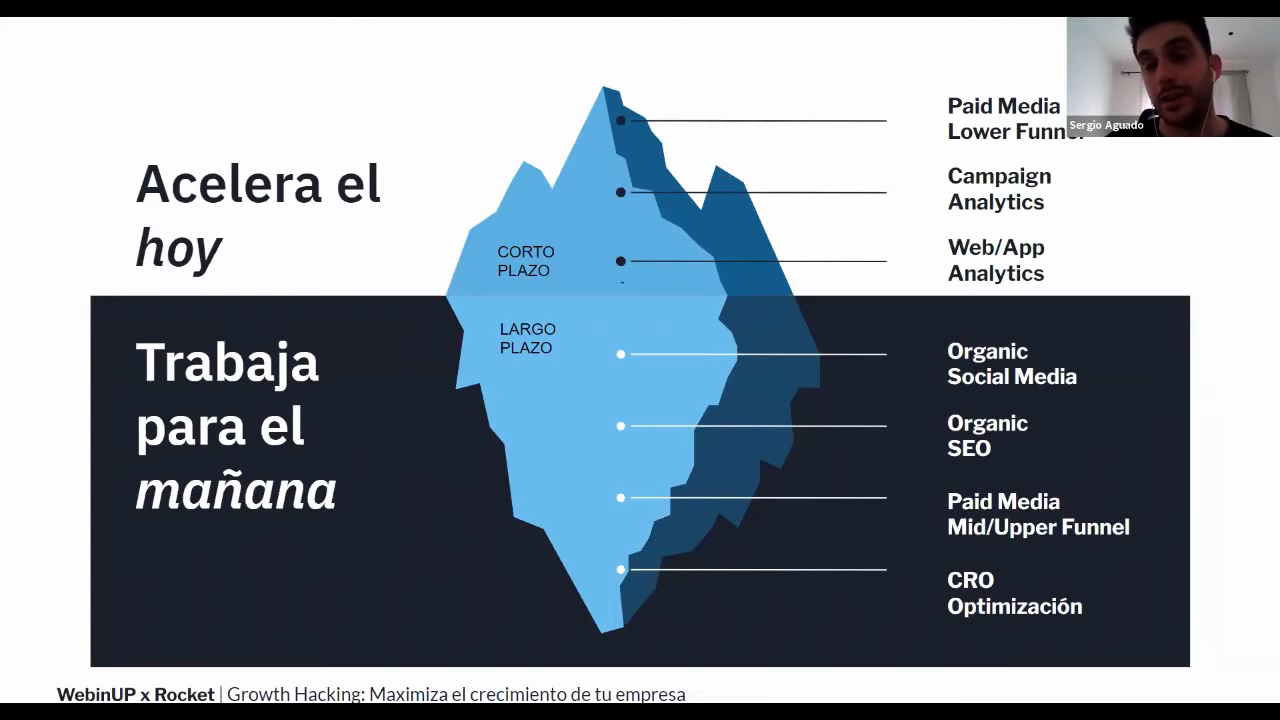 Acelera el
hoy
CORTO
PLAZO
Paid Media
Lower Funnel
Sergio Aguado
Campaign
Analytics
Web/App
Analytics
Trabaja
para el
mañana
LARGO
PLAZO
Organic
Social Media
Organic
SEO
Paid Media
Mid/Upper Funnel
CRO
Optimización
WebinUP x Rocket | Growth Hacking: Maximiza el crecimiento de tu empresa